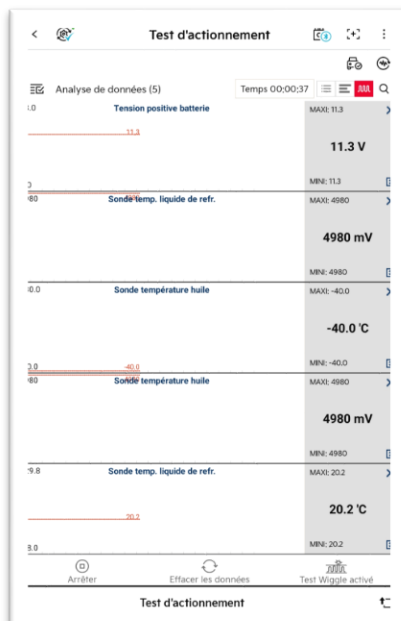 Test d'actionnement
Analyse de données (5)
Temps 00:00:37
Tension positive batterie
MAXI: 11.3
11.3
11.3 V
MINI: 11.3
Sonde temp. liquide de refr.
MAXI: 4980
4980 mV
MINI: 4980
Sonde température huile
MAXI: -40.0
-40.0 °C
-40.0
MINI: -40.0
Sonde température huile
MAXI: 4980
4980 mV
MINI: 4980
Sonde temp. liquide de refr.
MAXI: 20.2
20.2
20.2 °C
MINI: 20.2
Arrêter
Effacer les données
Test Wiggle activé
Test d'actionnement